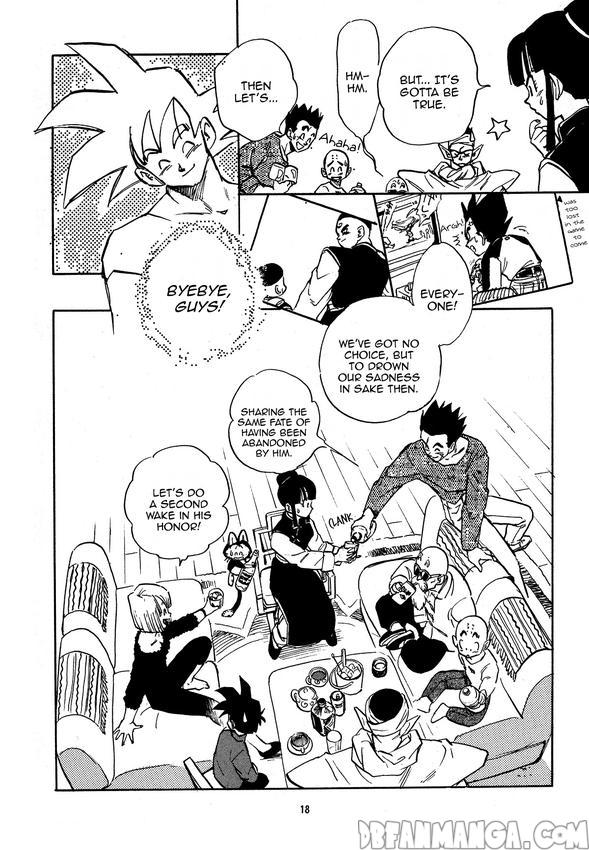 THEN
LET'S...
HM-
HM.
BUT... IT'S
GOTTA BE
TRUE.
Ahaha!
was
too
lost
in the
game
to
come
Arah!
BYEBYE,
GUYS!
EVERY-
ONE!
WE'VE GOT NO
CHOICE, BUT
TO DROWN
OUR SADNESS
IN SAKE THEN.
SHARING THE
SAME FATE OF
HAVING BEEN
ABANDONED
BY HIM.
CLANK
LET'S DO
A SECOND
WAKE IN HIS
HONOR!
18
DBFANMANGA.COM